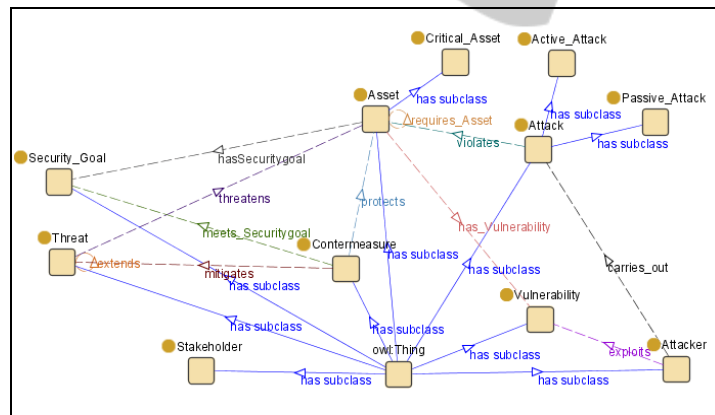 Critical_Asset
Active_Attack
Asset
has subclass
has subclass
Passive_Attack
requires_Asset
Attack
has subclass
Violates
Security_Goal
hasSecuritygoal
threatens
protects
has_Vulnerability
Threat
meets_Securitygoal
Contermeasure
has subclass
has subclass
carries_out
extends
mitigates
has subclass
Vulnerability
has subclass
has subclass
Stakeholder
owl:Thing
Attacker
has subclass
exploits
has subclass
has subclass